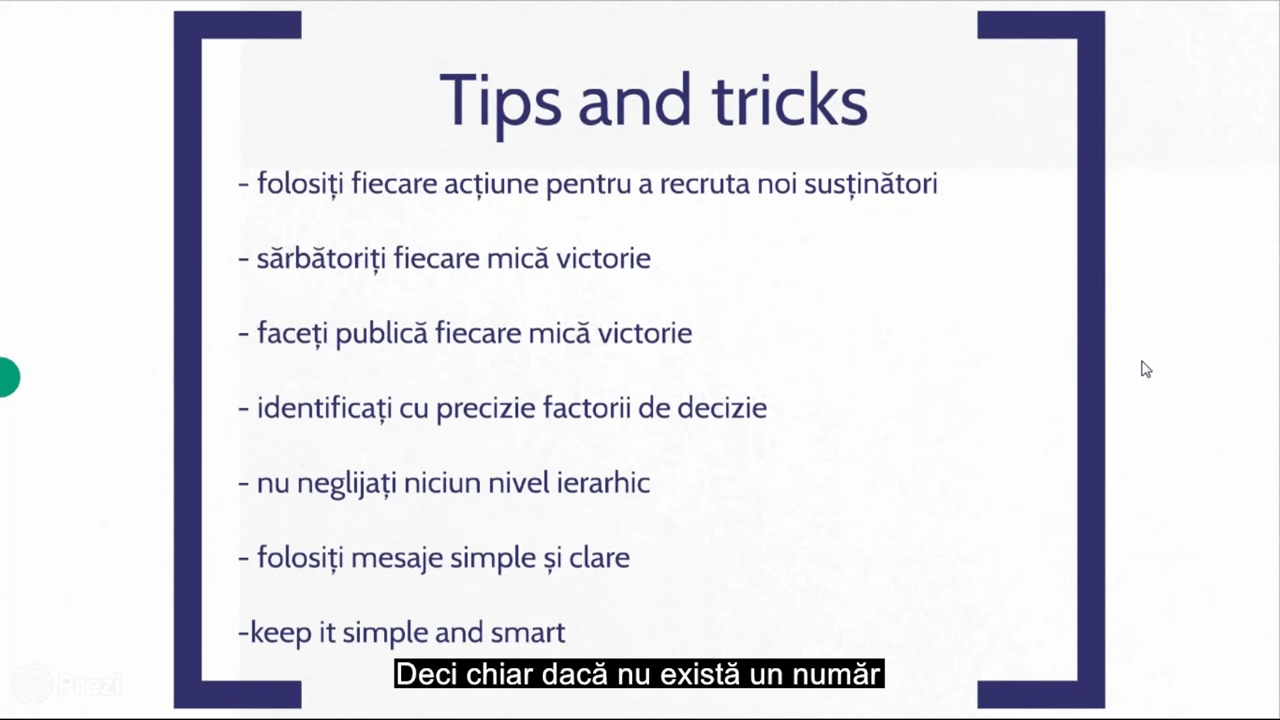 Tips and tricks
- folosiți fiecare acțiune pentru a recruta noi susținători
- sărbătoriți fiecare mică victorie
- faceți publică fiecare mică victorie
- identificați cu precizie factorii de decizie
- nu neglijați niciun nivel ierarhic
- folosiți mesaje simple și clare
-keep it simple and smart
Deci chiar dacă nu există un număr
Prezi